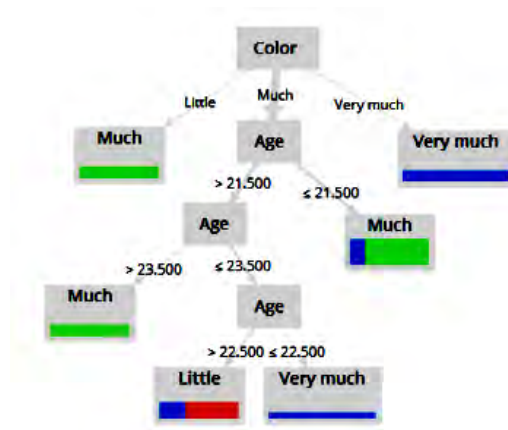 Color
Little
Much
Very much
Much
Age
Very much
> 21.500
≤ 21.500
Age
Much
> 23.500
≤ 23.500
Much
Age
> 22.500 ≤ 22.500
Little
Very much